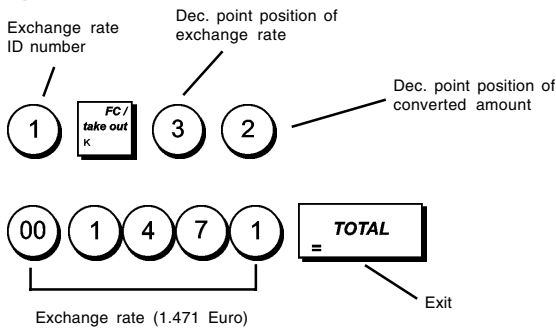 Exchange rate
ID number
Dec. point position of
exchange rate
Dec. point position of
converted amount
1
FC /
take out
K
3
2
00
1
4
7
1
TOTAL
=
Exit
Exchange rate (1.471 Euro)